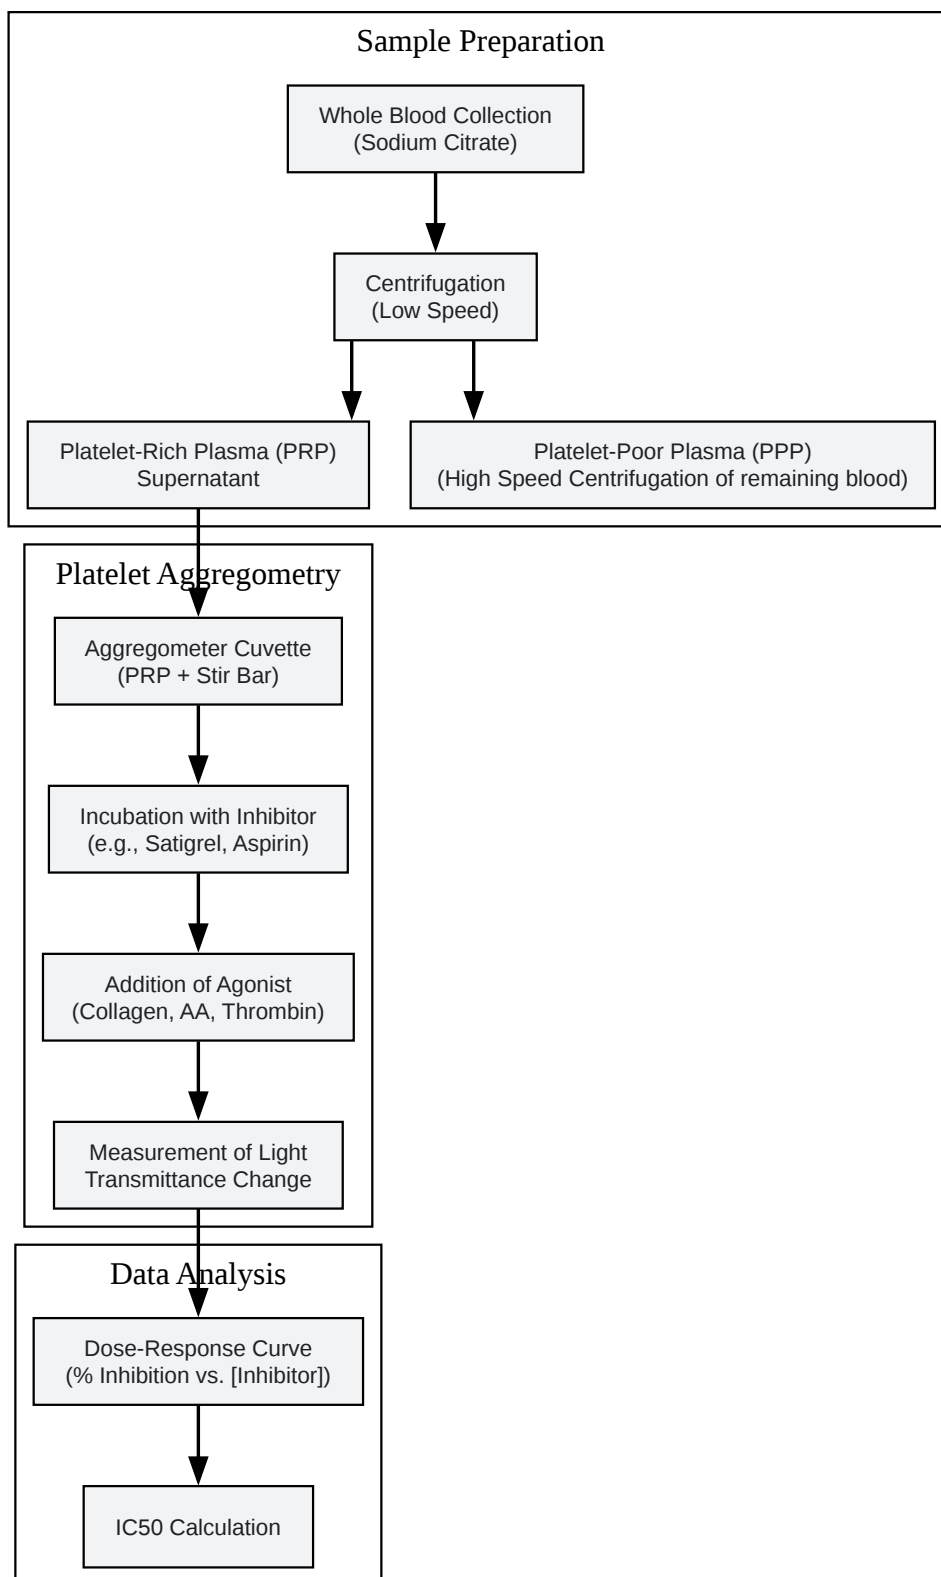 Sample Preparation
Whole Blood Collection
(Sodium Citrate)
Centrifugation
(Low Speed)
Platelet-Rich Plasma (PRP)
Supernatant
Platelet-Poor Plasma (PPP)
(High Speed Centrifugation of remaining blood)
Platelet Aggregometry
Aggregometer Cuvette
(PRP + Stir Bar)
Incubation with Inhibitor
(e.g., Satigrel, Aspirin)
Addition of Agonist
(Collagen, AA, Thrombin)
Measurement of Light
Transmittance Change
Data Analysis
Dose-Response Curve
(% Inhibition vs. [Inhibitor])
IC50 Calculation